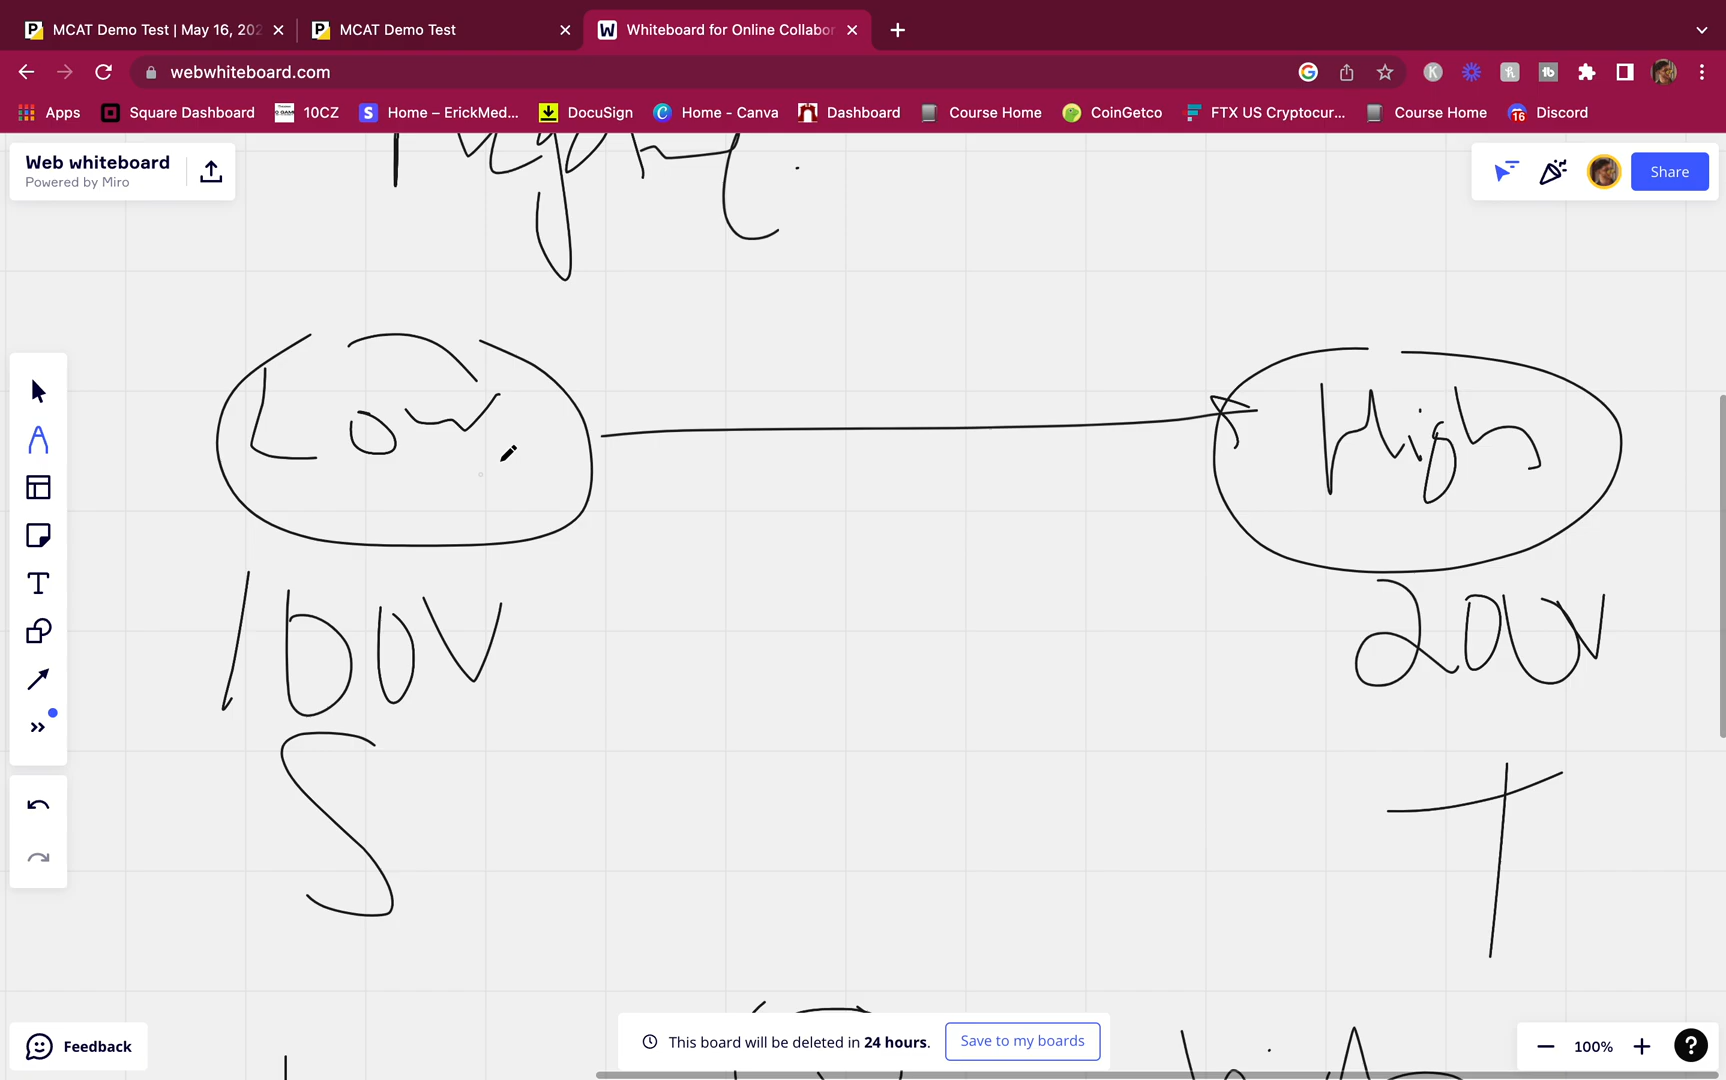 MCAT Demo Test | May 16, 202
MCAT Demo Test
Whiteboard for Online Collabor
webwhiteboard.com
Apps
Square Dashboard
10CZ
Home – ErickMed...
DocuSign
Home - Canva
Dashboard
Course Home
CoinGetco
FTX US Cryptocur...
Course Home
16
Discord
Web whiteboard
Powered by Miro
Share
Low
High
100V
200V
S
T
Feedback
This board will be deleted in 24 hours.
Save to my boards
100%